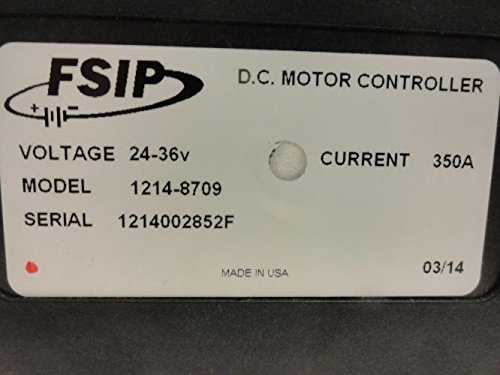 FSIP
D.C. MOTOR CONTROLLER
VOLTAGE 24-36v
CURRENT 350A
MODEL 1214-8709
SERIAL 1214002852F
MADE IN USA
03/14